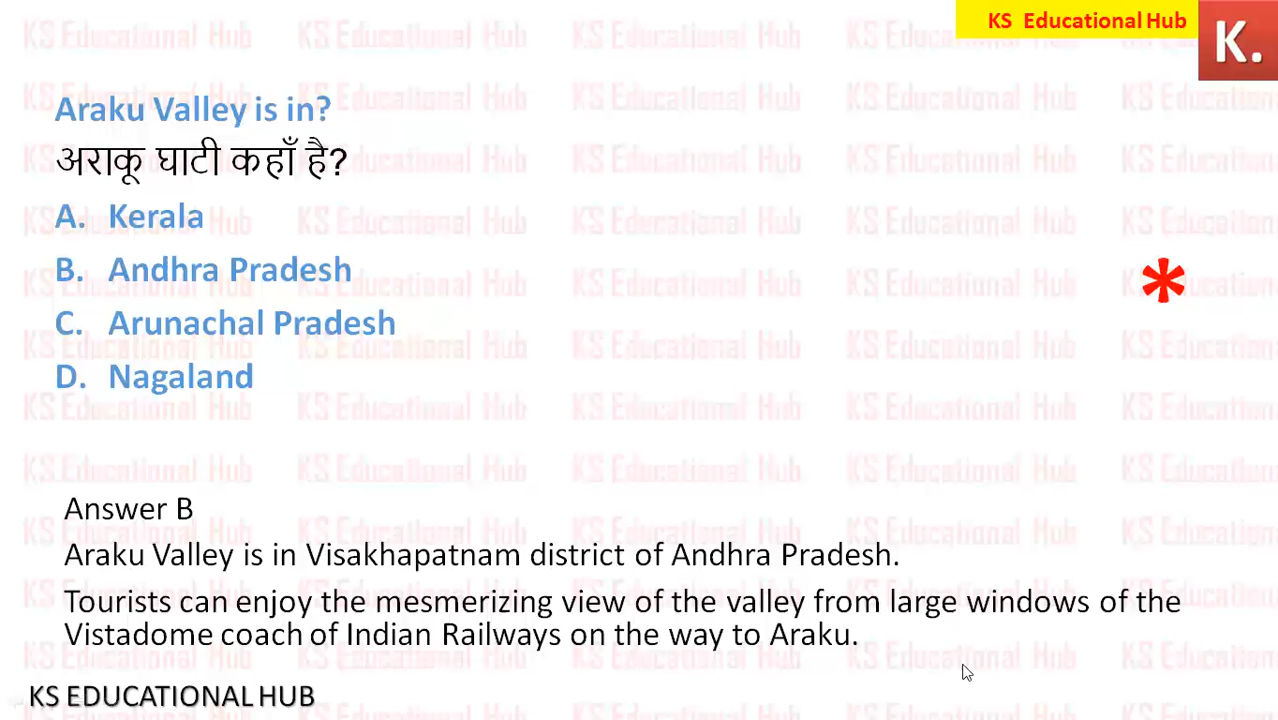 KS Educational Hub
K.
Araku Valley is in?
अराकू घाटी कहाँ है?
A. Kerala
B. Andhra Pradesh
C. Arunachal Pradesh
D. Nagaland
*
Answer B
Araku Valley is in Visakhapatnam district of Andhra Pradesh.
Tourists can enjoy the mesmerizing view of the valley from large windows of the
Vistadome coach of Indian Railways on the way to Araku.
KS EDUCATIONAL HUB